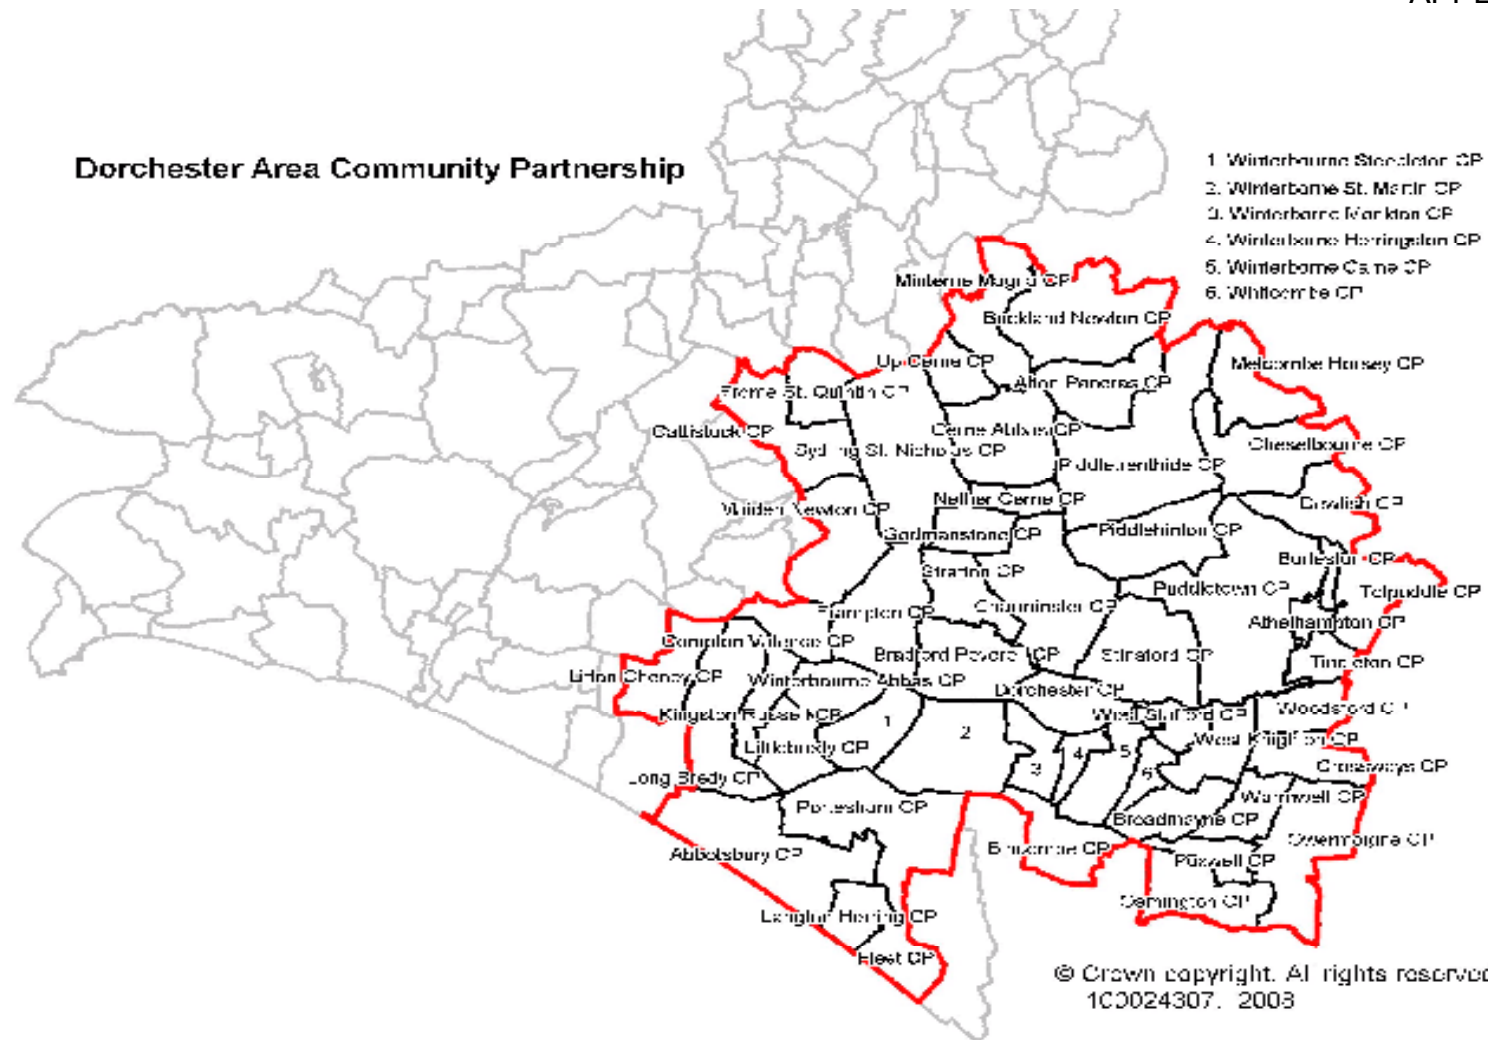 Dorchester Area Community Partnership
1. Winterbourne Steepleton CP
2. Winterborne St. Martin CP
3. Winterborne Monkton CP
4. Winterborne Herringston CP
5. Winterborne Came CP
6. Whitcombe CP
Minterne Magna CP
Buckland Newton CP
Up Cerne CP
Melcombe Horsey CP
Alton Pancras CP
Frome St. Quintin CP
Cattistock CP
Cerne Abbas CP
Cheselbourne CP
Sydling St. Nicholas CP
Piddletrenthide CP
Nether Cerne CP
Dewlish CP
Maiden Newton CP
Godmanstone CP
Piddlehinton CP
Burleston CP
Stratton CP
Puddletown CP
Tolpuddle CP
Frampton CP
Charminster CP
Athelhampton CP
Compton Valence CP
Bradford Peverell CP
Stinsford CP
Tincleton CP
Litton Cheney CP
Winterbourne Abbas CP
Dorchester CP
Kingston Russell CP
West Stafford CP
Woodsford CP
1
2
Littlebredy CP
West Knighton CP
3
4
5
6
Crossways CP
Long Bredy CP
Portesham CP
Warmwell CP
Broadmayne CP
Abbotsbury CP
Bincombe CP
Owermoigne CP
Poxwell CP
Osmington CP
Langton Herring CP
Fleet CP
© Crown copyright. All rights reserved
100024307. 2008